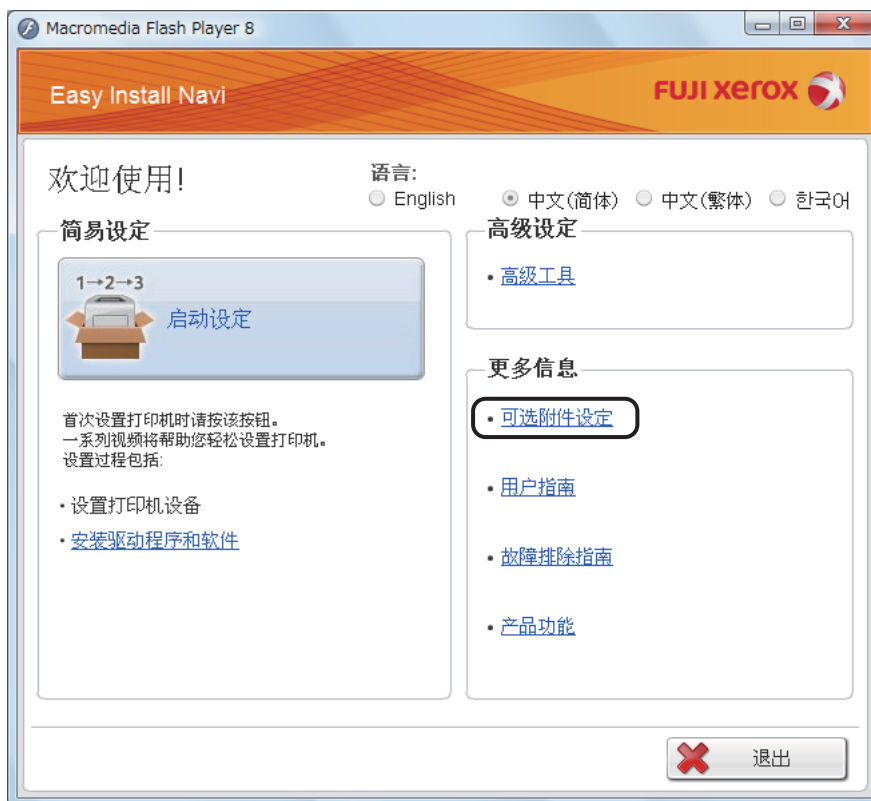 Macromedia Flash Player 8
Easy Install Navi
FUJI xerox
欢迎使用!
语言:
English
中文(简体)
中文(繁体)
한국어
简易设定
1→2→3
启动设定
首次设置打印机时请按该按钮。
一系列视频将帮助您轻松设置打印机。
设置过程包括:
・设置打印机设备
・安装驱动程序和软件
高级设定
• 高级工具
更多信息
• 可选附件设定
• 用户指南
• 故障排除指南
• 产品功能
退出